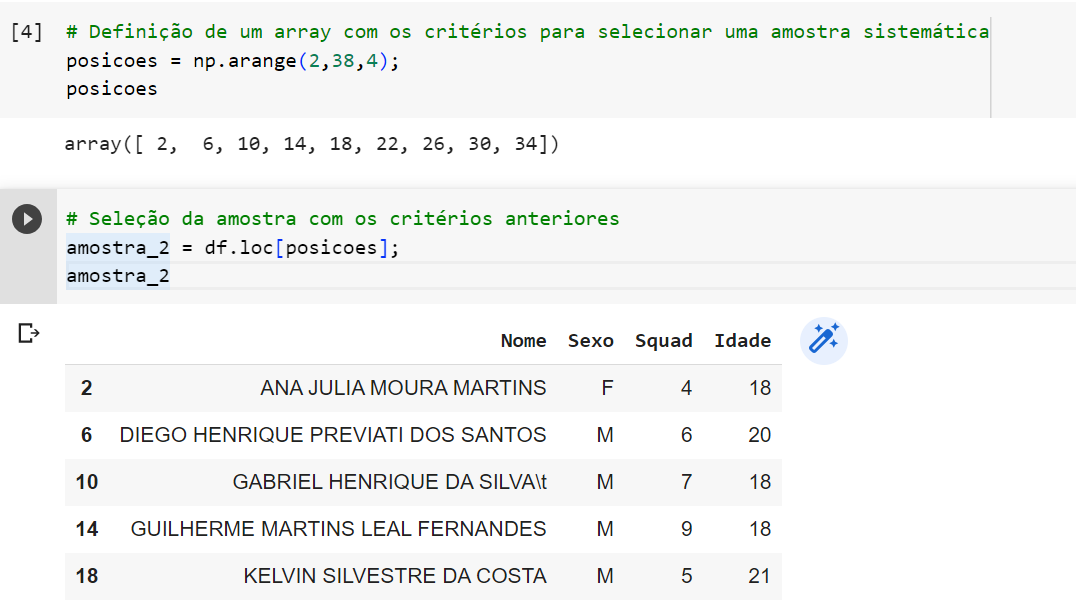 [4] # Definição de um array com os critérios para selecionar uma amostra sistemática
posicoes = np.arange(2,38,4);
posicoes
array([ 2,  6, 10, 14, 18, 22, 26, 30, 34])
# Seleção da amostra com os critérios anteriores
amostra_2 = df.loc[posicoes];
amostra_2
Nome Sexo Squad Idade
2 ANA JULIA MOURA MARTINS F 4 18
6 DIEGO HENRIQUE PREVIATI DOS SANTOS M 6 20
10 GABRIEL HENRIQUE DA SILVA\t M 7 18
14 GUILHERME MARTINS LEAL FERNANDES M 9 18
18 KELVIN SILVESTRE DA COSTA M 5 21